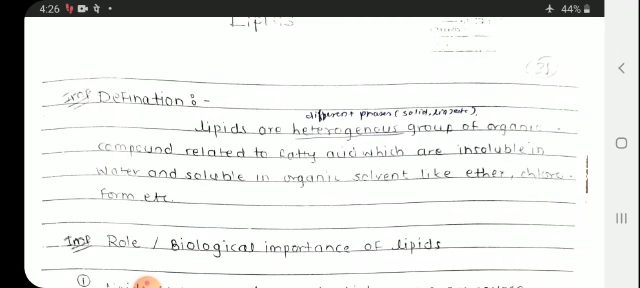 4:26
44%
Lipids
(31)
Imp Defination :-
different phases (solid,
lipids are heterogenous group of organic
compound related to fatty acid which are insoluble in
water and soluble in organic solvent like ether, chloro-
form etc.
Imp Role / Biological importance of lipids
①